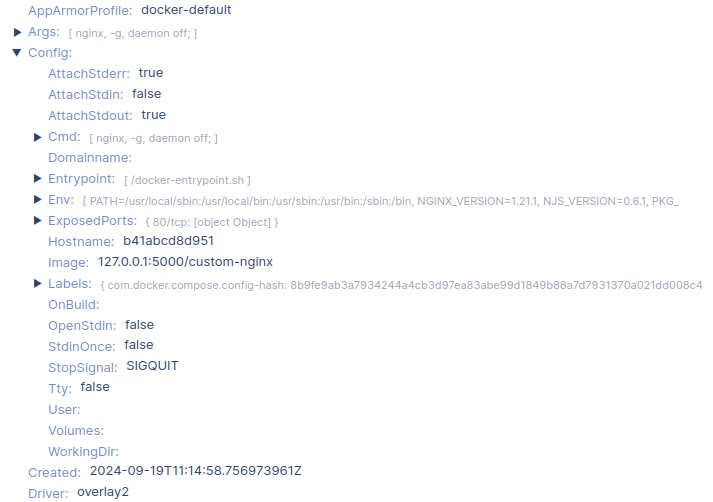 AppArmorProfile: docker-default
Args: [ nginx, -g, daemon off; ]
Config:
AttachStderr: true
AttachStdin: false
AttachStdout: true
Cmd: [ nginx, -g, daemon off; ]
Domainname:
Entrypoint: [ /docker-entrypoint.sh ]
Env: [ PATH=/usr/local/sbin:/usr/local/bin:/usr/sbin:/usr/bin:/sbin:/bin, NGINX_VERSION=1.21.1, NJS_VERSION=0.6.1, PKG_
ExposedPorts: { 80/tcp: [object Object] }
Hostname: b41abcd8d951
Image: 127.0.0.1:5000/custom-nginx
Labels: { com.docker.compose.config-hash: 8b9fe9ab3a7934244a4cb3d97ea83abe99d1849b88a7d7931370a021dd008c4
OnBuild:
OpenStdin: false
StdinOnce: false
StopSignal: SIGQUIT
Tty: false
User:
Volumes:
WorkingDir:
Created: 2024-09-19T11:14:58.756973961Z
Driver: overlay2